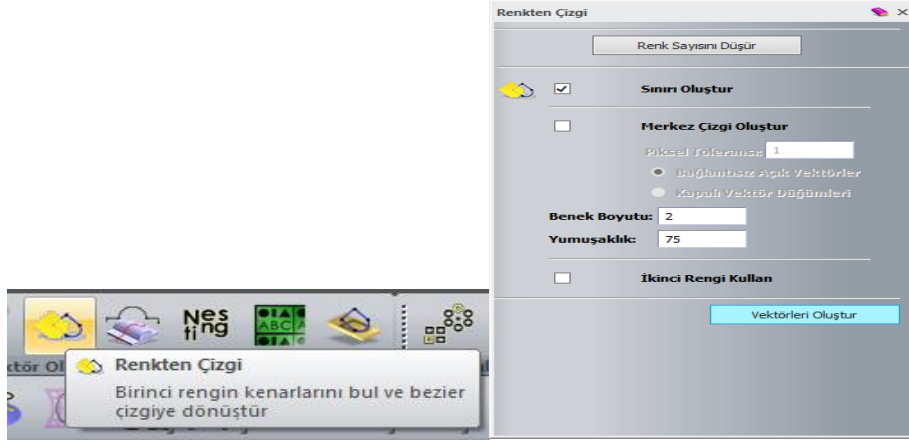 Renkten Çizgi
Renk Sayısını Düşür
Sınırı Oluştur
Merkez Çizgi Oluştur
Piksel Toleransı: 1
Bağlantısız Açık Vektörler
Kapalı Vektör Düğümleri
Benek Boyutu: 2
Yumuşaklık: 75
İkinci Rengi Kullan
Vektörleri Oluştur
Nes
ting
ABC
Renkten Çizgi
Birinci rengin kenarlarını bul ve bezier
çizgiye dönüştür